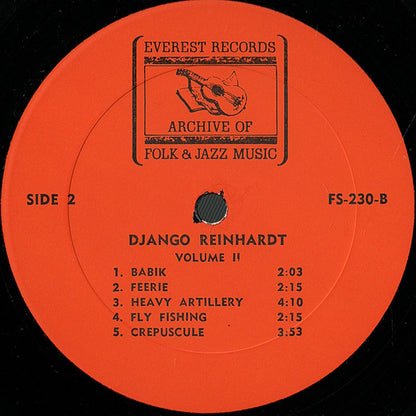 EVEREST RECORDS
ARCHIVE OF
FOLK & JAZZ MUSIC
SIDE 2 FS-230-B
DJANGO REINHARDT
VOLUME II
1. BABIK 2:03
2. FEERIE 2:15
3. HEAVY ARTILLERY 4:10
4. FLY FISHING 2:15
5. CREPUSCULE 3:53